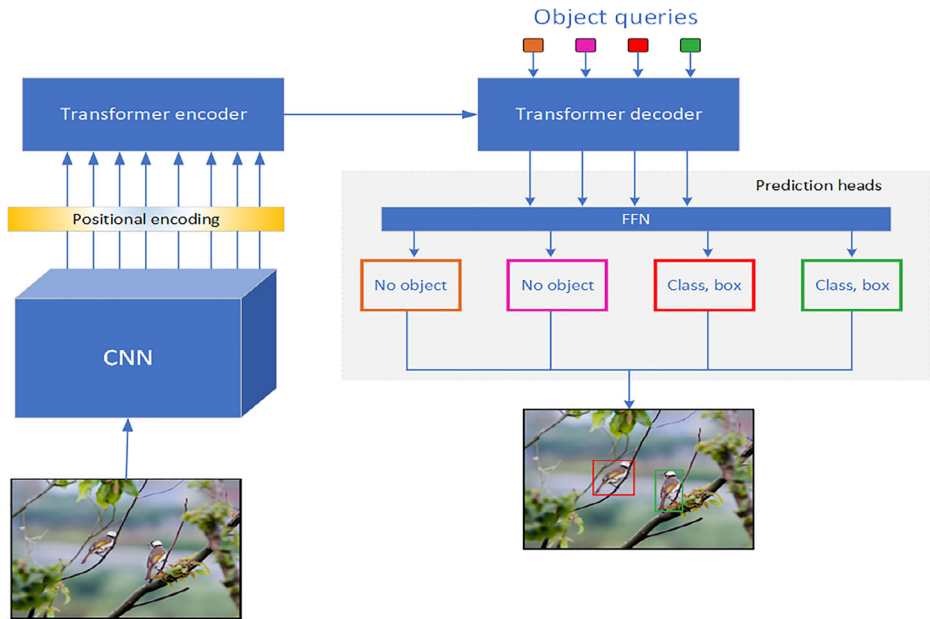 Object queries
Transformer encoder
Transformer decoder
Prediction heads
Positional encoding
FFN
No object
No object
Class, box
Class, box
CNN